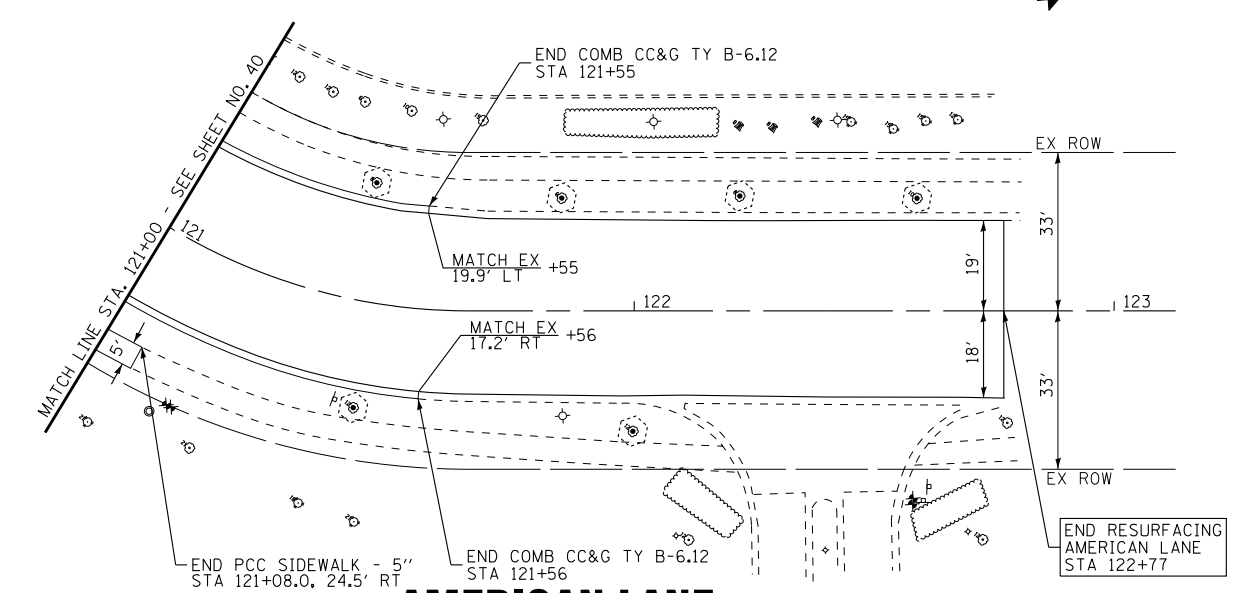 END COMB CC&G TY B-6.12
STA 121+55
MATCH LINE STA. 121+00 - SEE SHEET NO. 40
EX ROW
121
MATCH EX +55
19.9' LT
33'
19'
122
123
MATCH EX +56
17.2' RT
18'
33'
5'
EX ROW
END PCC SIDEWALK - 5"
STA 121+08.0, 24.5' RT
END COMB CC&G TY B-6.12
STA 121+56
END RESURFACING
AMERICAN LANE
STA 122+77
AMERICAN LANE